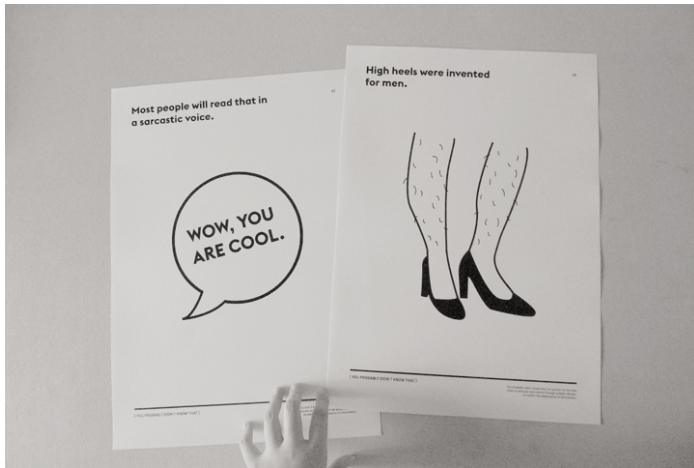 Most people will read that in
a sarcastic voice.
WOW, YOU
ARE COOL.
[ YOU PROBABLY DIDN'T KNOW THAT ]
High heels were invented
for men.
[ YOU PROBABLY DIDN'T KNOW THAT ]